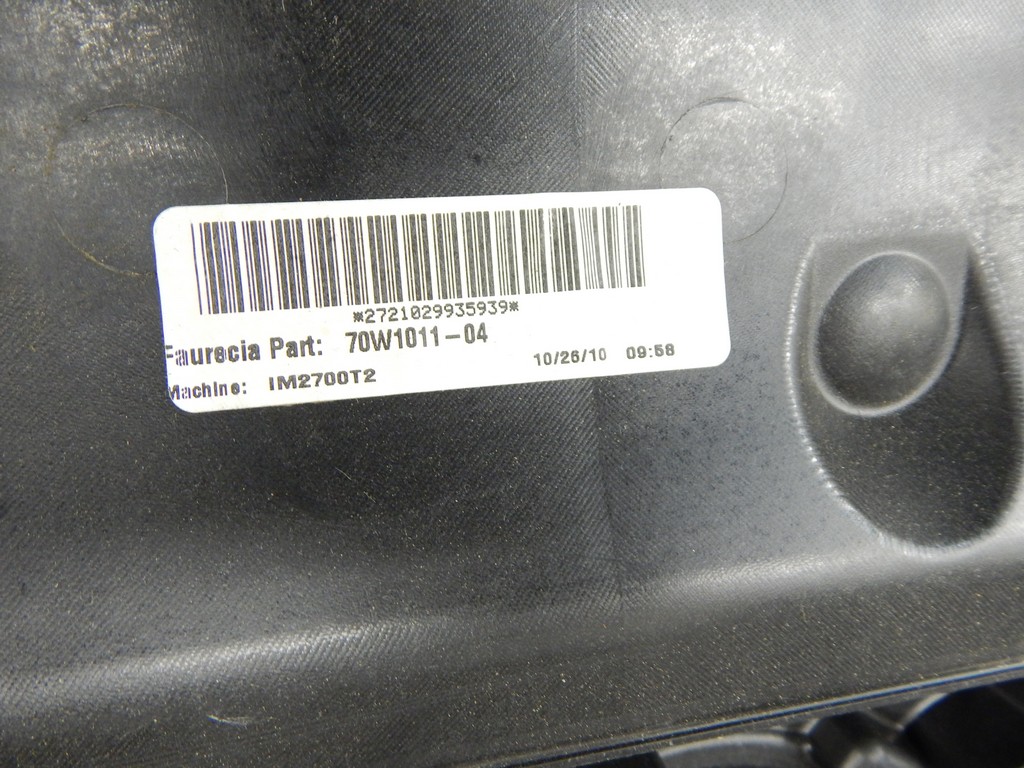 *2721029935939*
Faurecia Part: 70W1011-04
Machine: IM2700T2 10/26/10 09:58